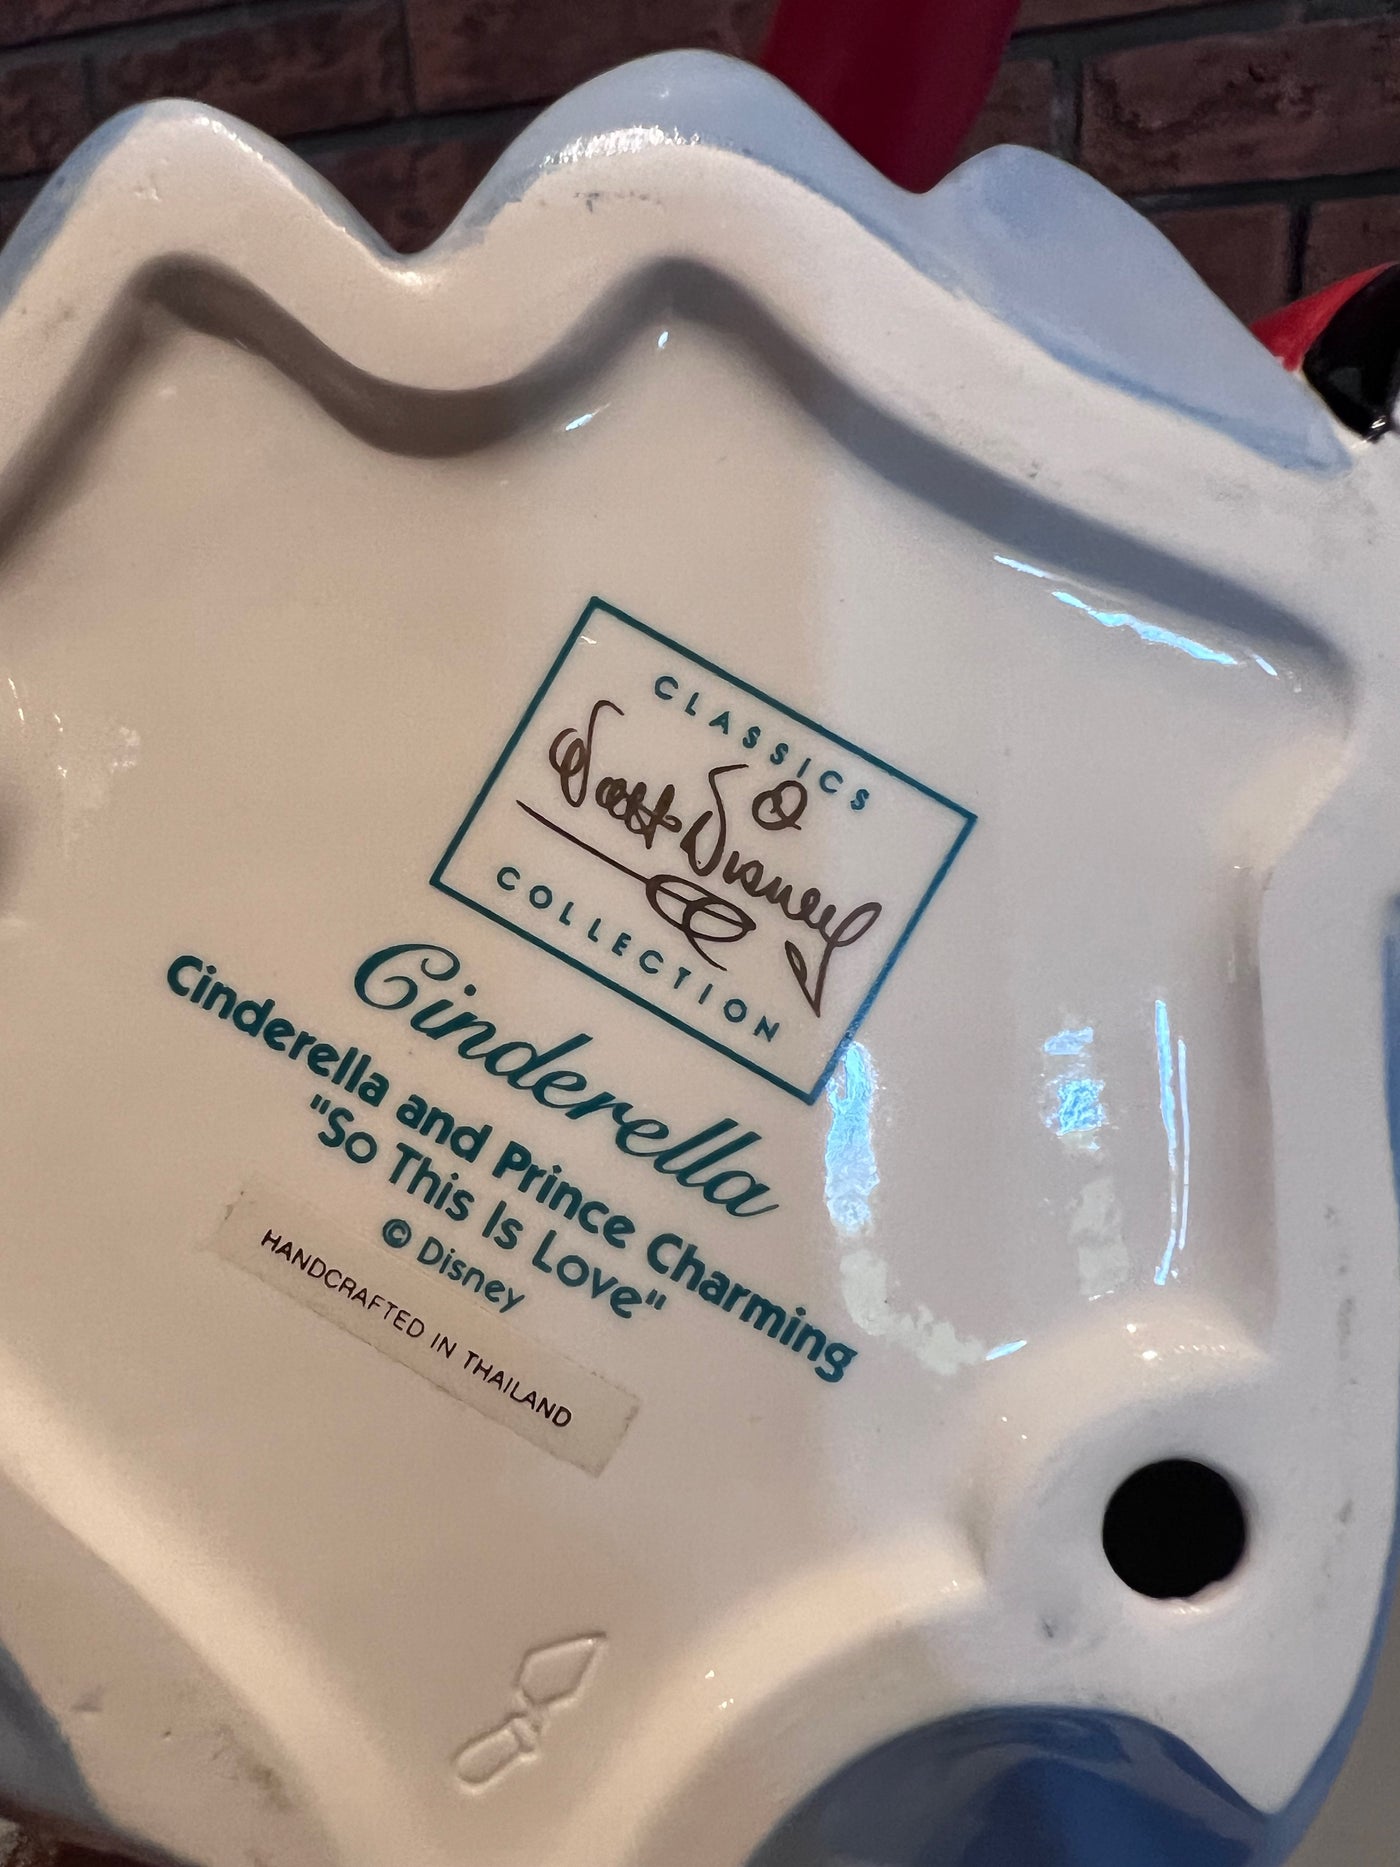 CLASSICS
Walt Disney
COLLECTION
Cinderella
Cinderella and Prince Charming
"So This Is Love"
© Disney
HANDCRAFTED IN THAILAND